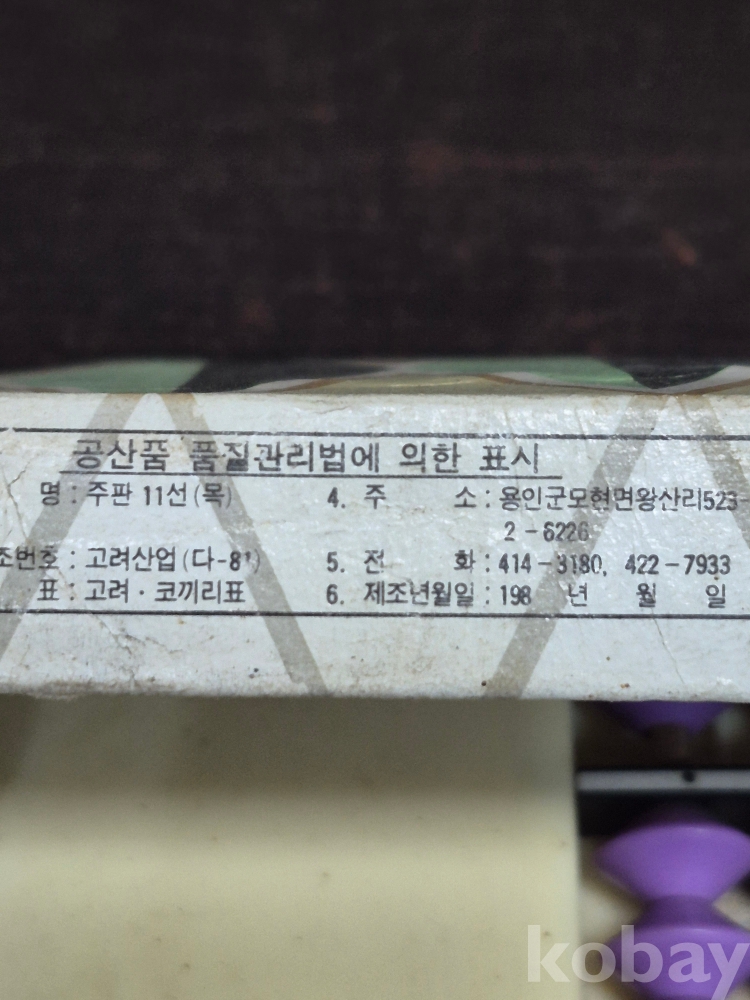 공산품 품질관리법에 의한 표시
명 : 주판 11선(목)
4. 주 소 : 용인군모현면왕산리523-
2-6226
조번호 : 고려산업(다-81)
5. 전 화 : 414-3180, 422-7933
표 : 고려·코끼리표
6. 제조년월일 : 198 년 월 일
kobay